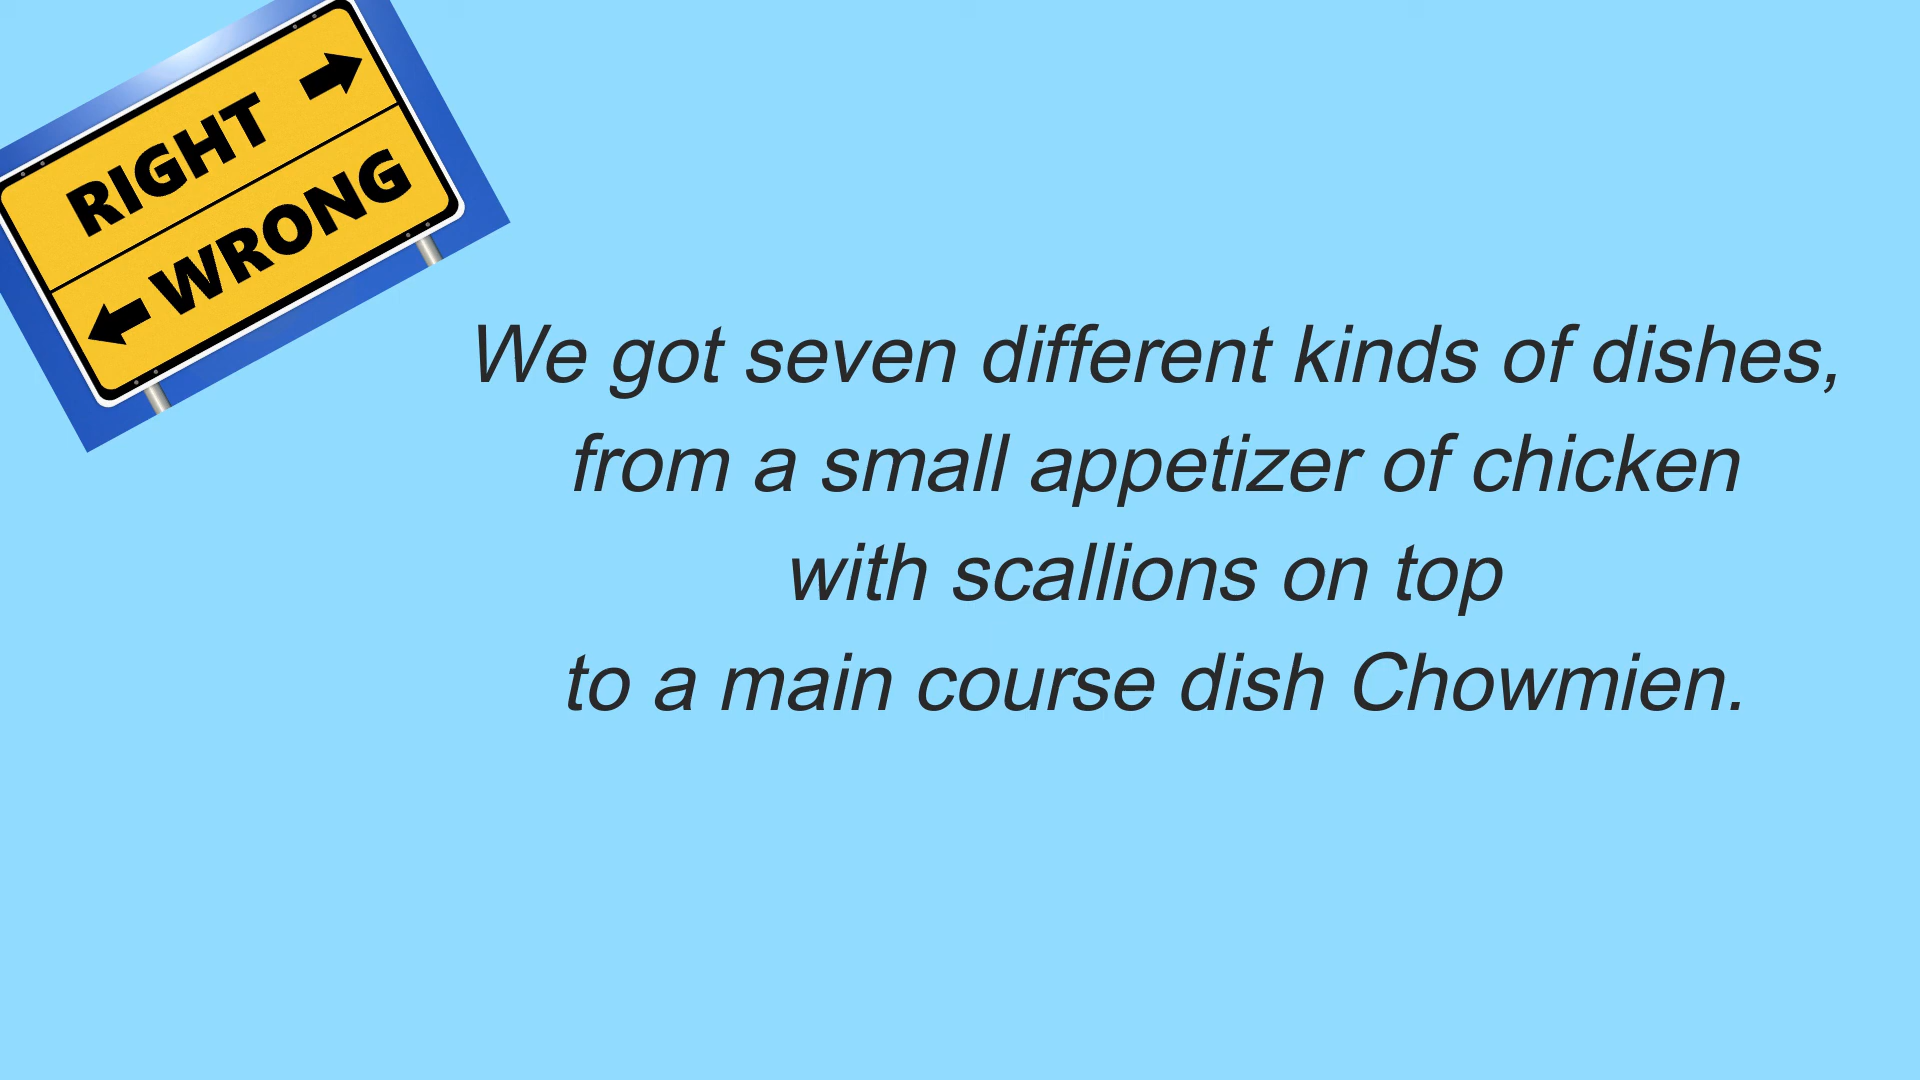 RIGHT
WRONG
We got seven different kinds of dishes,
from a small appetizer of chicken
with scallions on top
to a main course dish Chowmien.